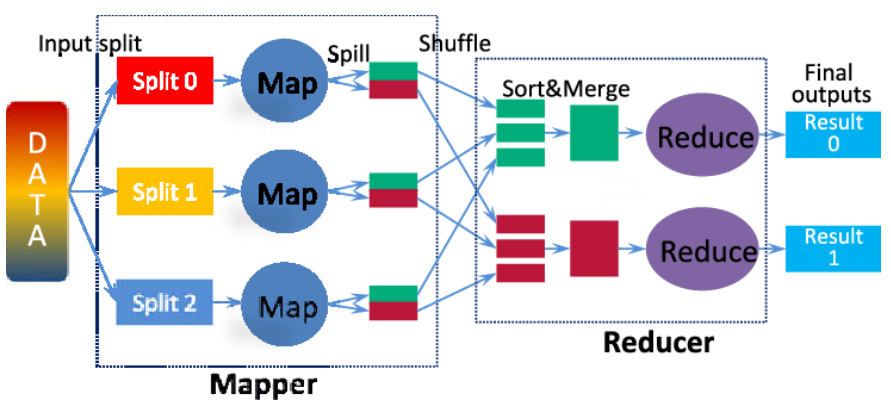 Input split
Spill
Shuffle
DATA
Split 0
Map
Split 1
Map
Split 2
Map
Mapper
Sort&Merge
Reduce
Reduce
Reducer
Final
outputs
Result
0
Result
1